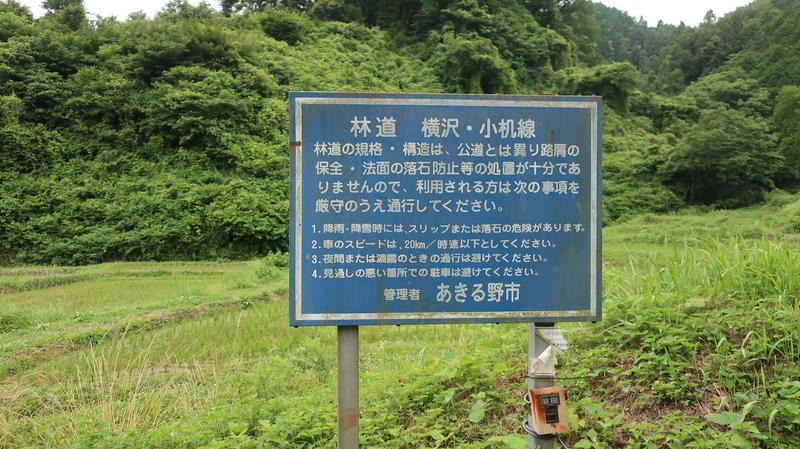 林道 横沢・小机線
林道の規格・構造は、公道とは異り路肩の
保全・法面の落石防止等の処置が十分であ
りませんので、利用される方は次の事項を
厳守のうえ通行してください。
1.降雨・降雪時には、スリップまたは落石の危険があります。
2.車のスピードは、20km/時速以下としてください。
3.夜間または濃霧のときの通行は避けてください。
4.見通しの悪い箇所での駐車は避けてください。
管理者 あきる野市